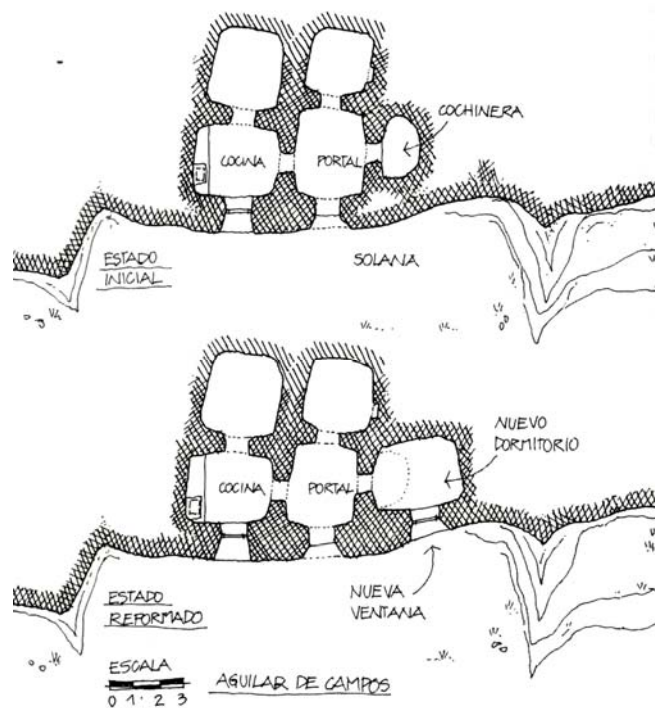 COCHINERA
COCINA
PORTAL
ESTADO
INICIAL
SOLANA
NUEVO
DORMITORIO
COCINA
PORTAL
ESTADO
REFORMADO
NUEVA
VENTANA
ESCALA
0 1 2 3
AGUILAR DE CAMPOS